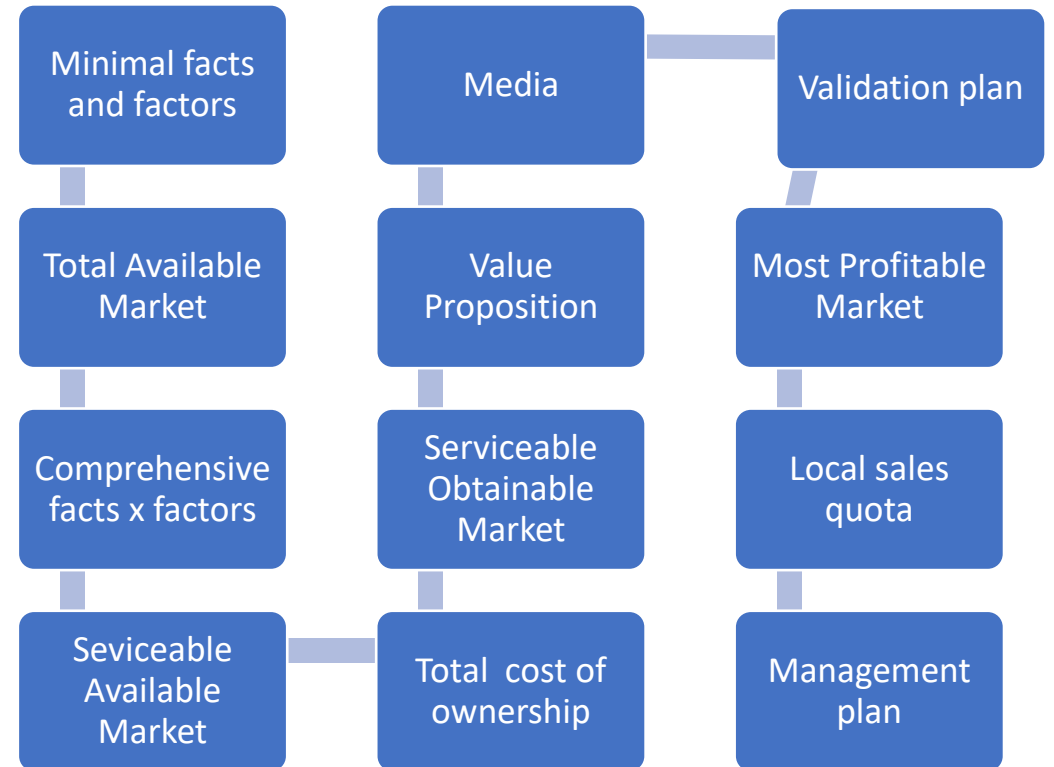 Minimal facts
and factors
Total Available
Market
Comprehensive
facts x factors
Seviceable
Available
Market
Total cost of
ownership
Serviceable
Obtainable
Market
Value
Proposition
Media
Validation plan
Most Profitable
Market
Local sales
quota
Management
plan